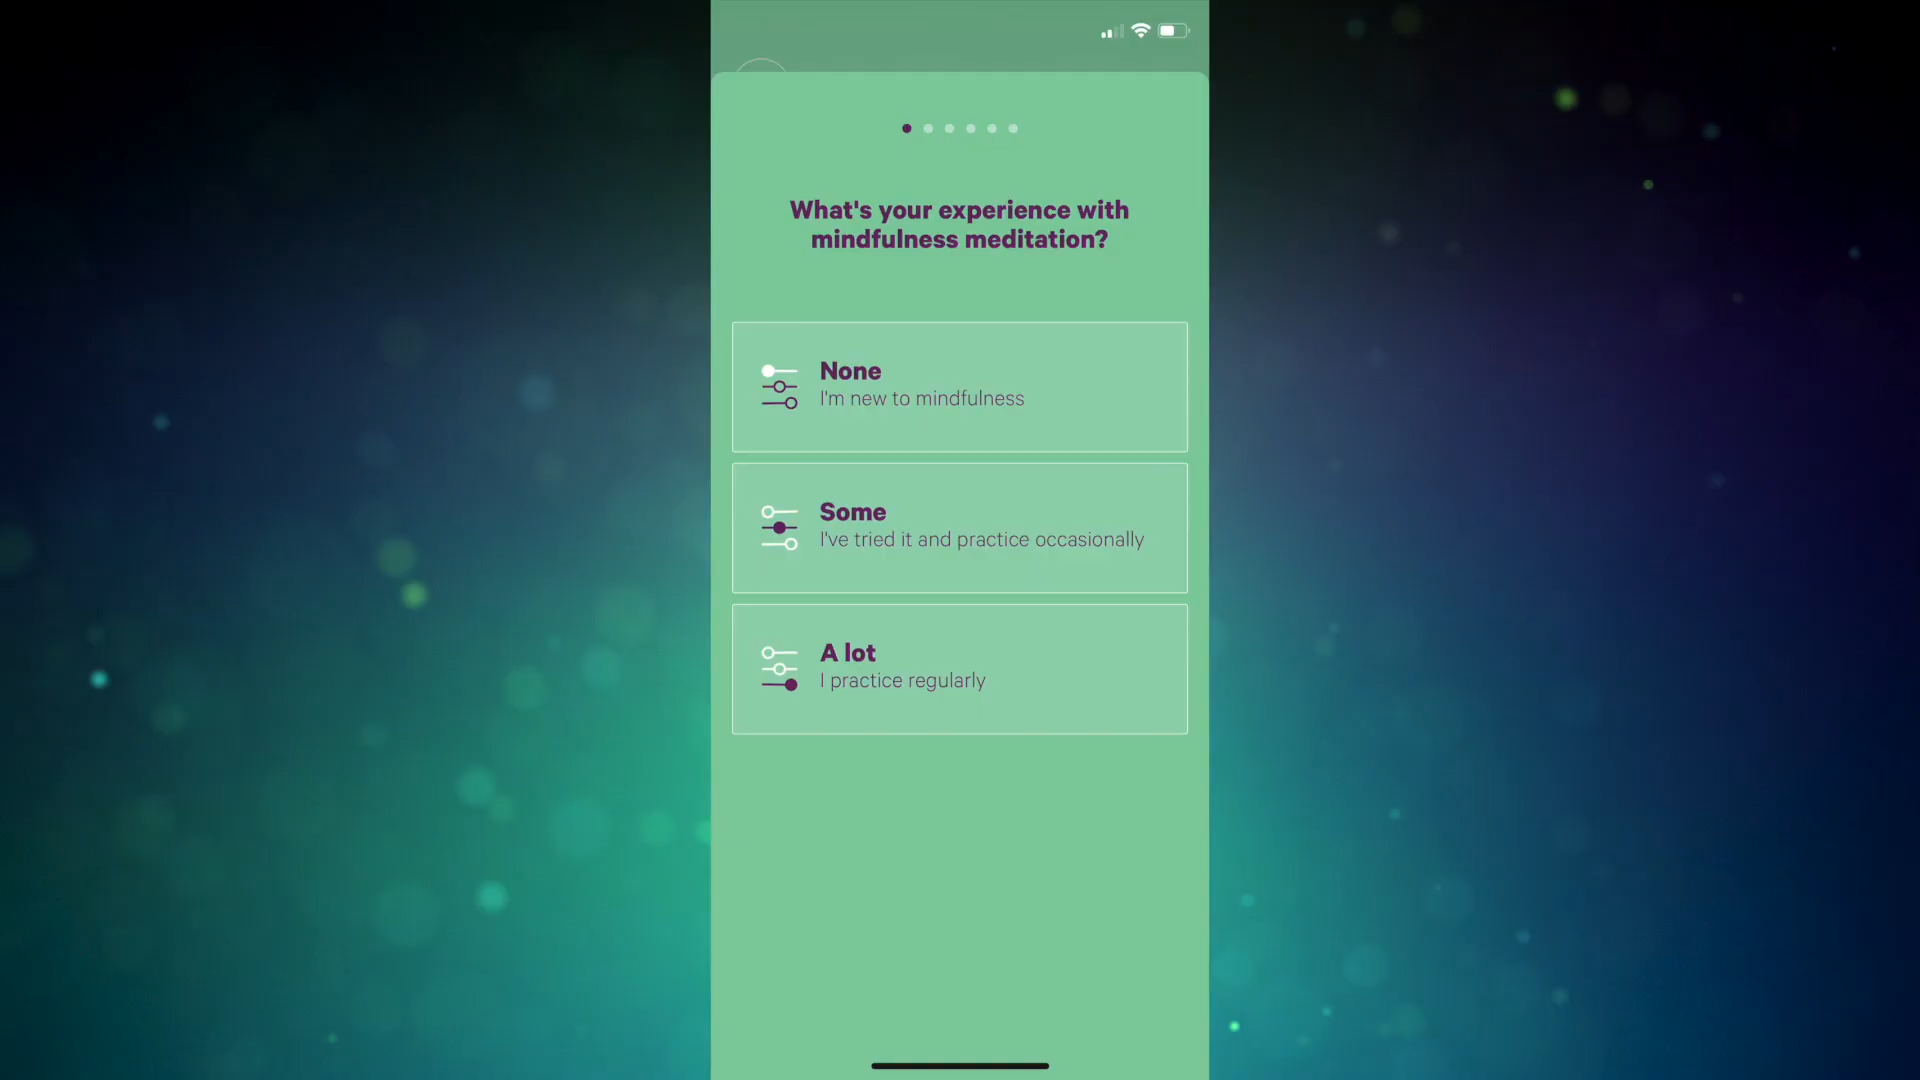 What's your experience with
mindfulness meditation?
None
I'm new to mindfulness
Some
I've tried it and practice occasionally
A lot
I practice regularly